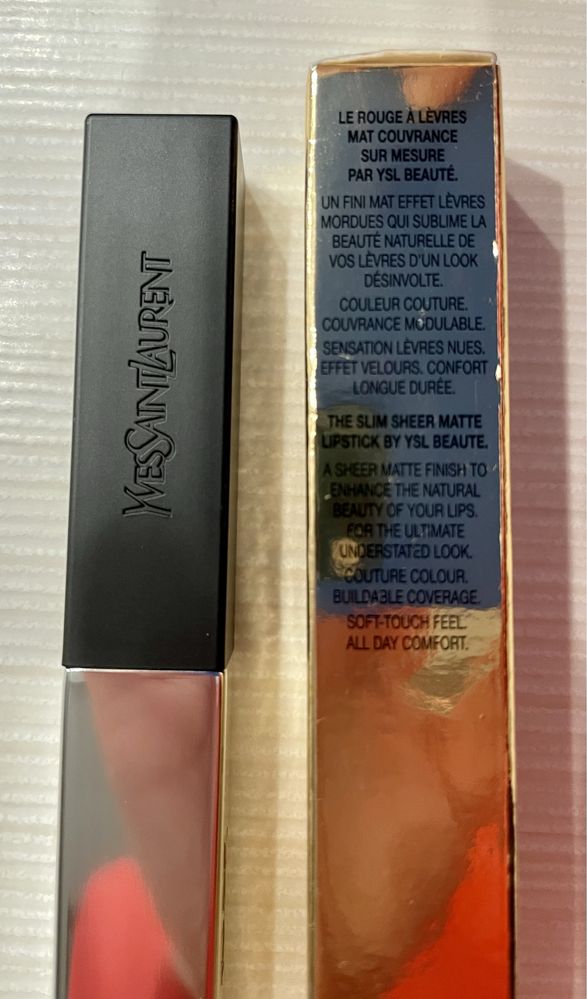 YVESSAINTLAURENT
LE ROUGE À LÈVRES
MAT COUVRANCE
SUR MESURE
PAR YSL BEAUTÉ.
UN FINI MAT EFFET LÈVRES
MORDUES QUI SUBLIME LA
BEAUTÉ NATURELLE DE
VOS LÈVRES D'UN LOOK
DÉSINVOLTE.
COULEUR COUTURE.
COUVRANCE MODULABLE.
SENSATION LÈVRES NUES.
EFFET VELOURS. CONFORT
LONGUE DURÉE.
THE SLIM SHEER MATTE
LIPSTICK BY YSL BEAUTE.
A SHEER MATTE FINISH TO
ENHANCE THE NATURAL
BEAUTY OF YOUR LIPS.
FOR THE ULTIMATE
UNDERSTATED LOOK.
COUTURE COLOUR.
BUILDABLE COVERAGE.
SOFT-TOUCH FEEL.
ALL DAY COMFORT.